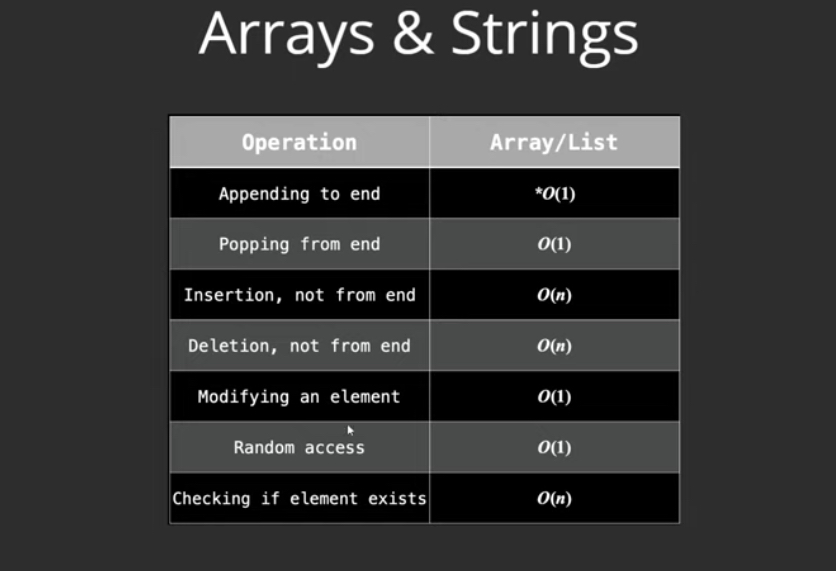 Arrays & Strings
Operation Array/List
Appending to end *O(1)
Popping from end O(1)
Insertion, not from end O(n)
Deletion, not from end O(n)
Modifying an element O(1)
Random access O(1)
Checking if element exists O(n)